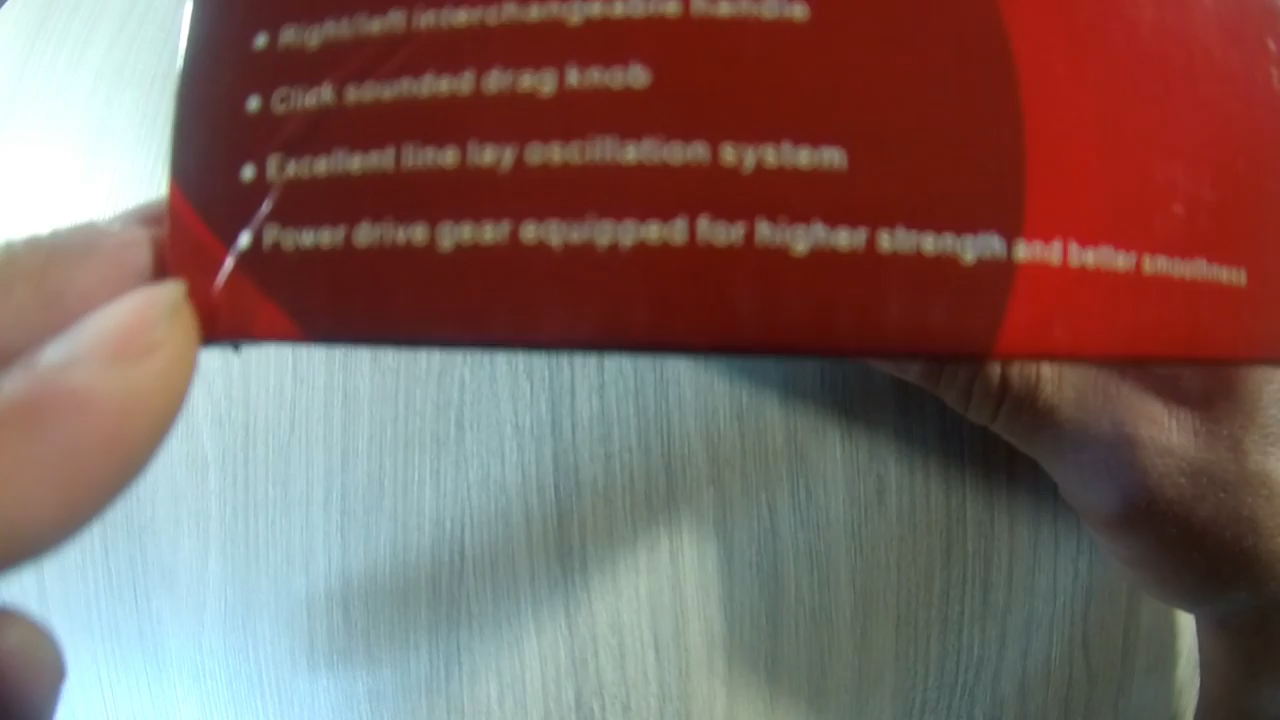 • Right/left interchangeable handle
• Click sounded drag knob
• Excellent line lay oscillation system
• Power drive gear equipped for higher strength and better smoothness